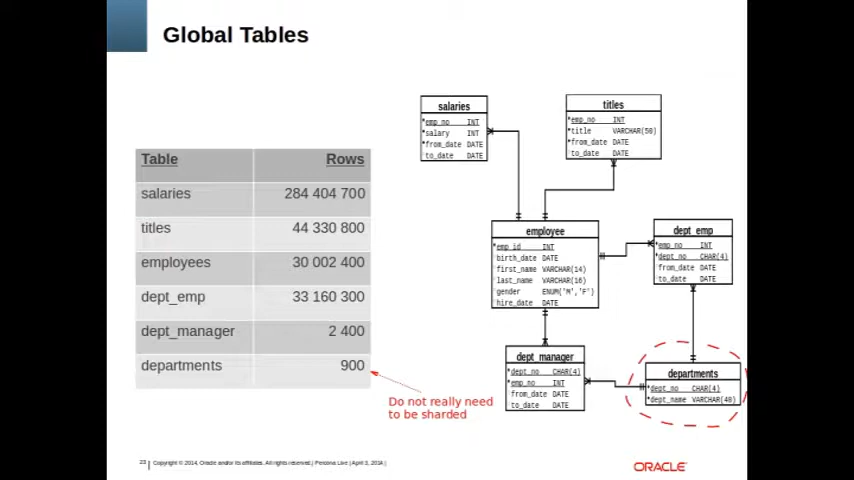 Global Tables
Table Rows
salaries 284 404 700
titles 44 330 800
employees 30 002 400
dept_emp 33 160 300
dept_manager 2 400
departments 900
Do not really need
to be sharded
salaries
*emp_no INT
*salary INT
*from_date DATE
to_date DATE
titles
*emp_no INT
*title VARCHAR(50)
*from_date DATE
to_date DATE
employee
*emp_id INT
birth_date DATE
first_name VARCHAR(14)
last_name VARCHAR(16)
gender ENUM('M','F')
hire_date DATE
dept_emp
*emp_no INT
*dept_no CHAR(4)
from_date DATE
to_date DATE
dept_manager
*dept_no CHAR(4)
*emp_no INT
from_date DATE
to_date DATE
departments
*dept_no CHAR(4)
*dept_name VARCHAR(40)
23 | Copyright © 2014, Oracle and/or its affiliates. All rights reserved. | Percona Live | April 3, 2014 |
ORACLE